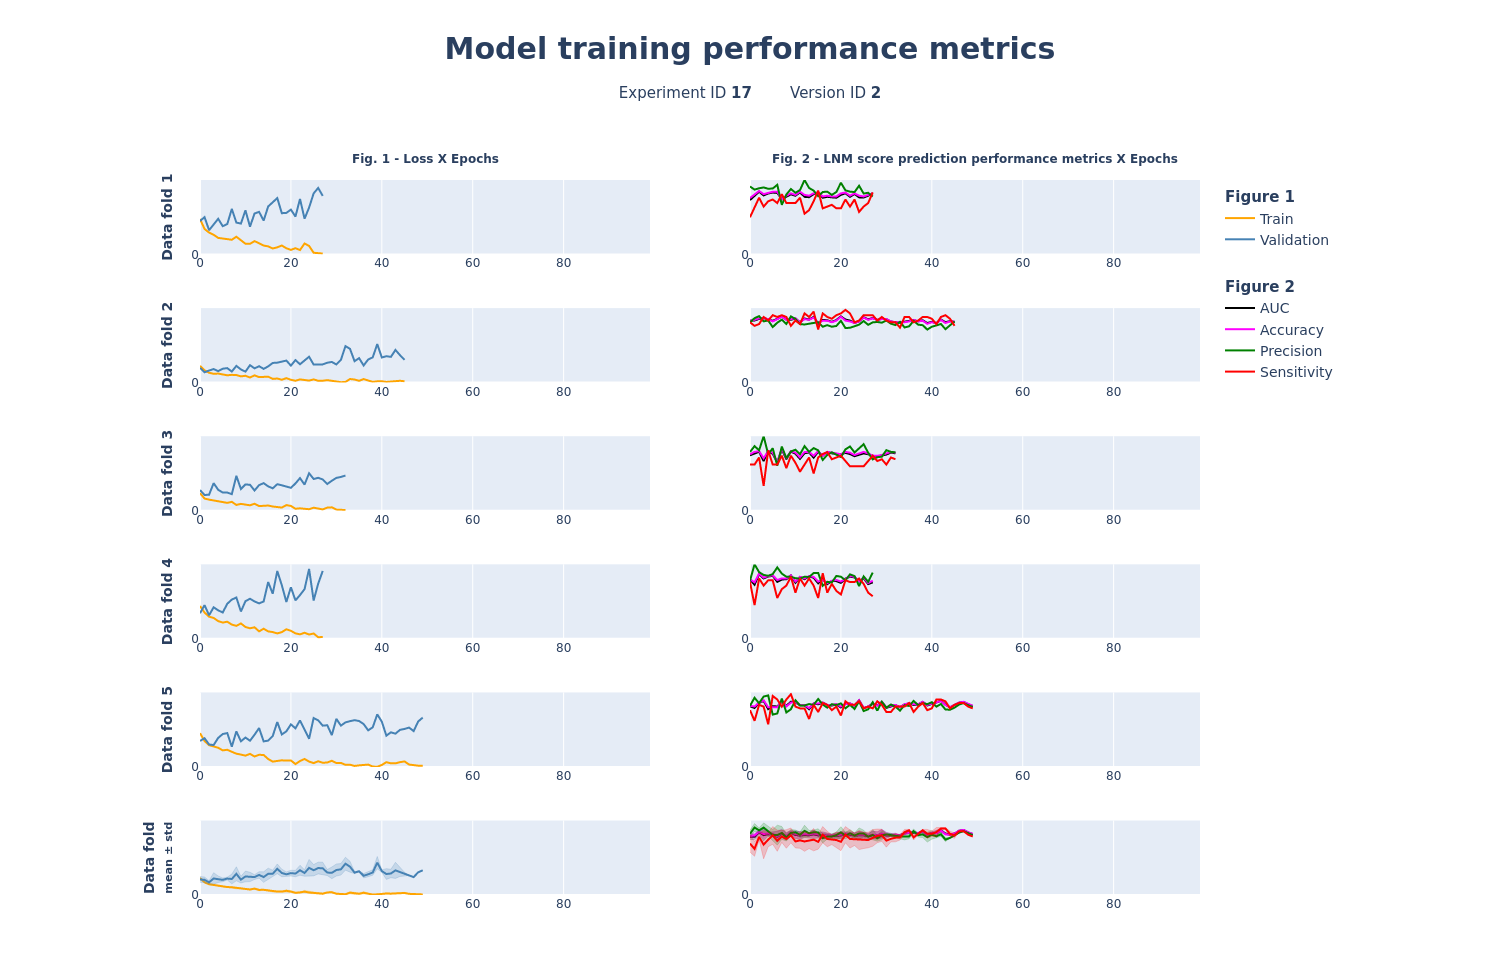 Model training performance metrics
Experiment ID 17 Version ID 2
Fig. 1 - Loss X Epochs
Fig. 2 - LNM score prediction performance metrics X Epochs
Data fold 1
0
0 20 40 60 80
0
0 20 40 60 80
Data fold 2
0
0 20 40 60 80
0
0 20 40 60 80
Data fold 3
0
0 20 40 60 80
0
0 20 40 60 80
Data fold 4
0
0 20 40 60 80
0
0 20 40 60 80
Data fold 5
0
0 20 40 60 80
0
0 20 40 60 80
Data fold
mean ± std
0
0 20 40 60 80
0
0 20 40 60 80
Figure 1
Train
Validation
Figure 2
AUC
Accuracy
Precision
Sensitivity